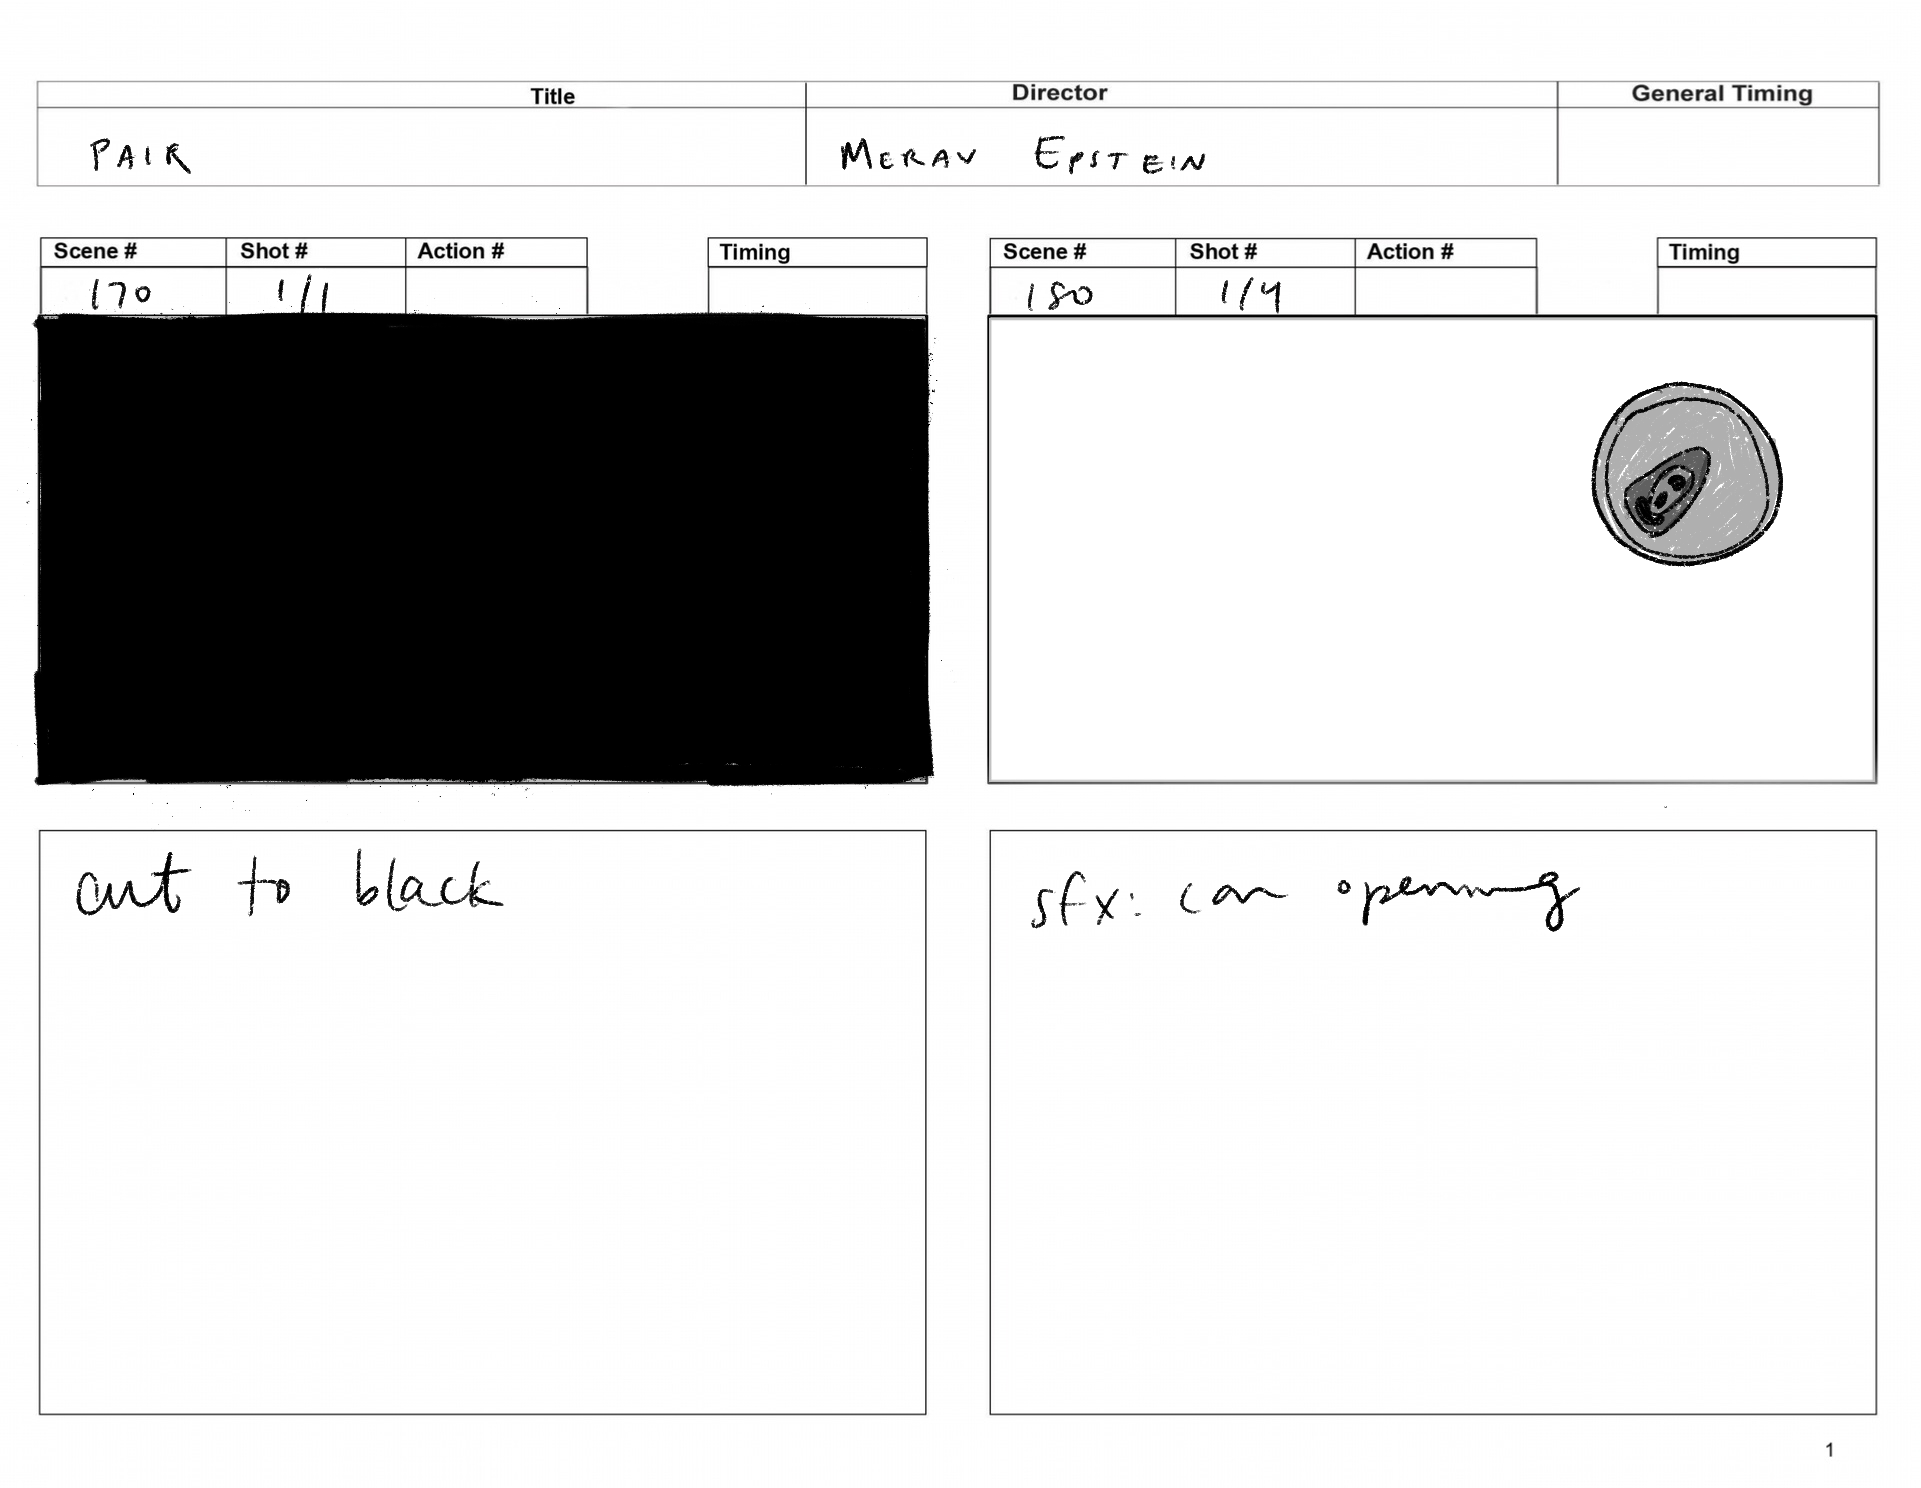 Title Director General Timing
PAIR MERAV EPSTEIN
Scene # Shot # Action # Timing
170 1/1
cut to black
Scene # Shot # Action # Timing
180 1/4
sfx: can opening
1